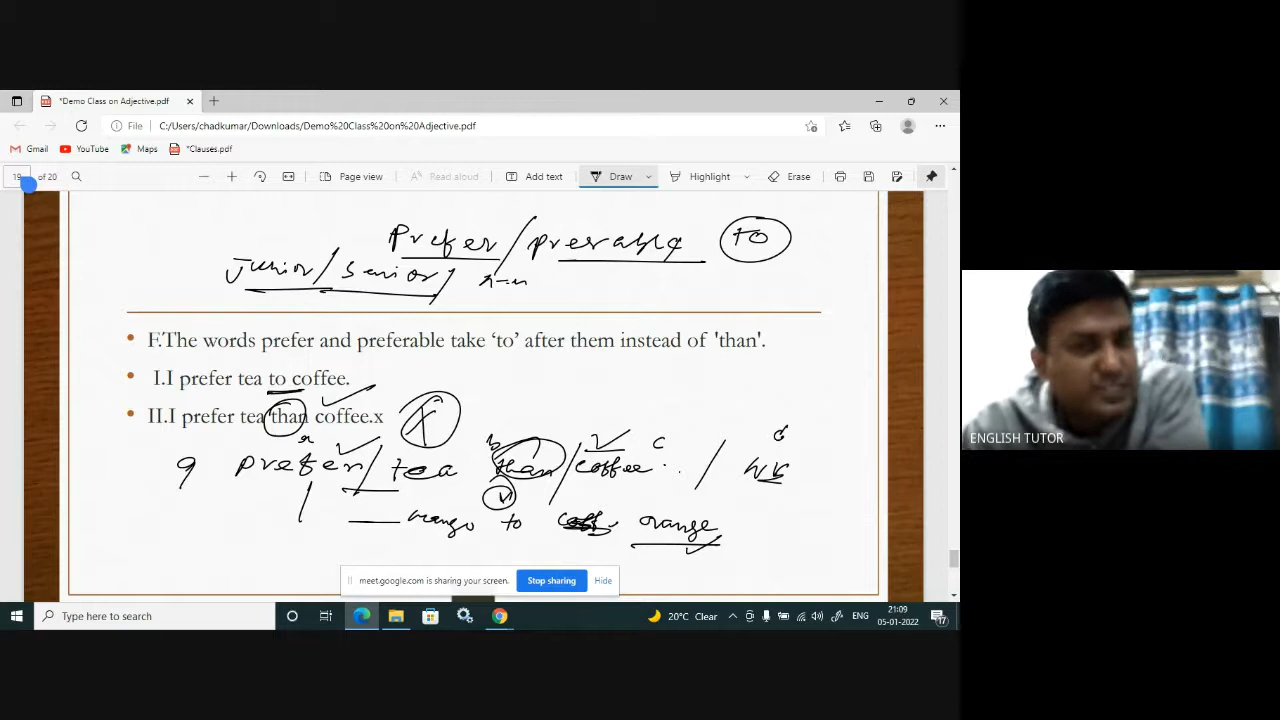 *Demo Class on Adjective.pdf
File C:/Users/chadkumar/Downloads/Demo%20Class%20on%20Adjective.pdf
Gmail YouTube Maps *Clauses.pdf
19 of 20 Page view Read aloud Add text Draw Highlight Erase
Prefer/preerable to
Junior/Senior/
F.The words prefer and preferable take ‘to’ after them instead of 'than'.
I.I prefer tea to coffee.
II.I prefer tea than coffee.x
prefer/tea than/coffee /
mango to orange
meet.google.com is sharing your screen. Stop sharing Hide
ENGLISH TUTOR
Type here to search 20°C Clear ENG 21:09
05-01-2022 17